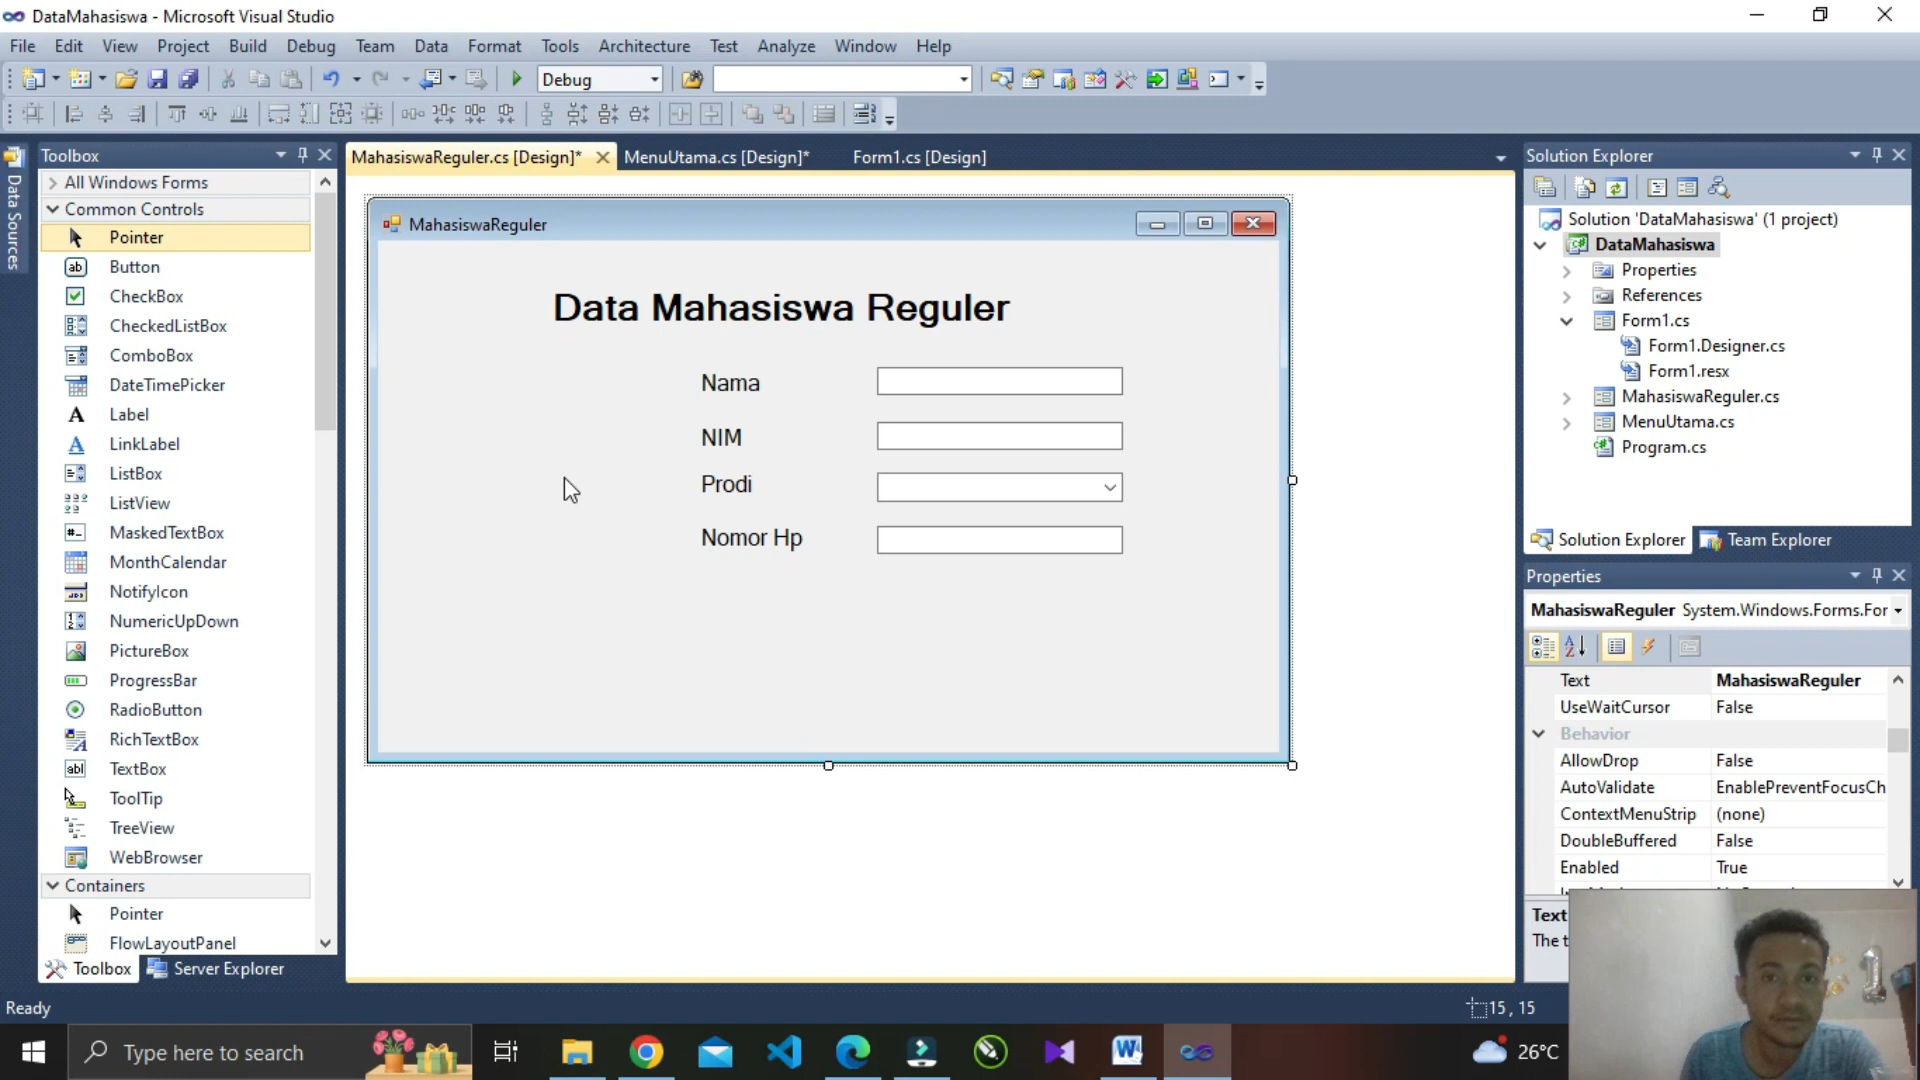 DataMahasiswa - Microsoft Visual Studio
File Edit View Project Build Debug Team Data Format Tools Architecture Test Analyze Window Help
Debug
Data Sources
Toolbox
All Windows Forms
Common Controls
Pointer
Button
CheckBox
CheckedListBox
ComboBox
DateTimePicker
Label
LinkLabel
ListBox
ListView
MaskedTextBox
MonthCalendar
NotifyIcon
NumericUpDown
PictureBox
ProgressBar
RadioButton
RichTextBox
TextBox
ToolTip
TreeView
WebBrowser
Containers
Pointer
FlowLayoutPanel
Toolbox Server Explorer
MahasiswaReguler.cs [Design]* MenuUtama.cs [Design]* Form1.cs [Design]
MahasiswaReguler
Data Mahasiswa Reguler
Nama
NIM
Prodi
Nomor Hp
Solution Explorer
Solution 'DataMahasiswa' (1 project)
DataMahasiswa
Properties
References
Form1.cs
Form1.Designer.cs
Form1.resx
MahasiswaReguler.cs
MenuUtama.cs
Program.cs
Solution Explorer Team Explorer
Properties
MahasiswaReguler System.Windows.Forms.For
Text MahasiswaReguler
UseWaitCursor False
Behavior
AllowDrop False
AutoValidate EnablePreventFocusCh
ContextMenuStrip (none)
DoubleBuffered False
Enabled True
Text
The t
Ready
15 , 15
Type here to search
26°C